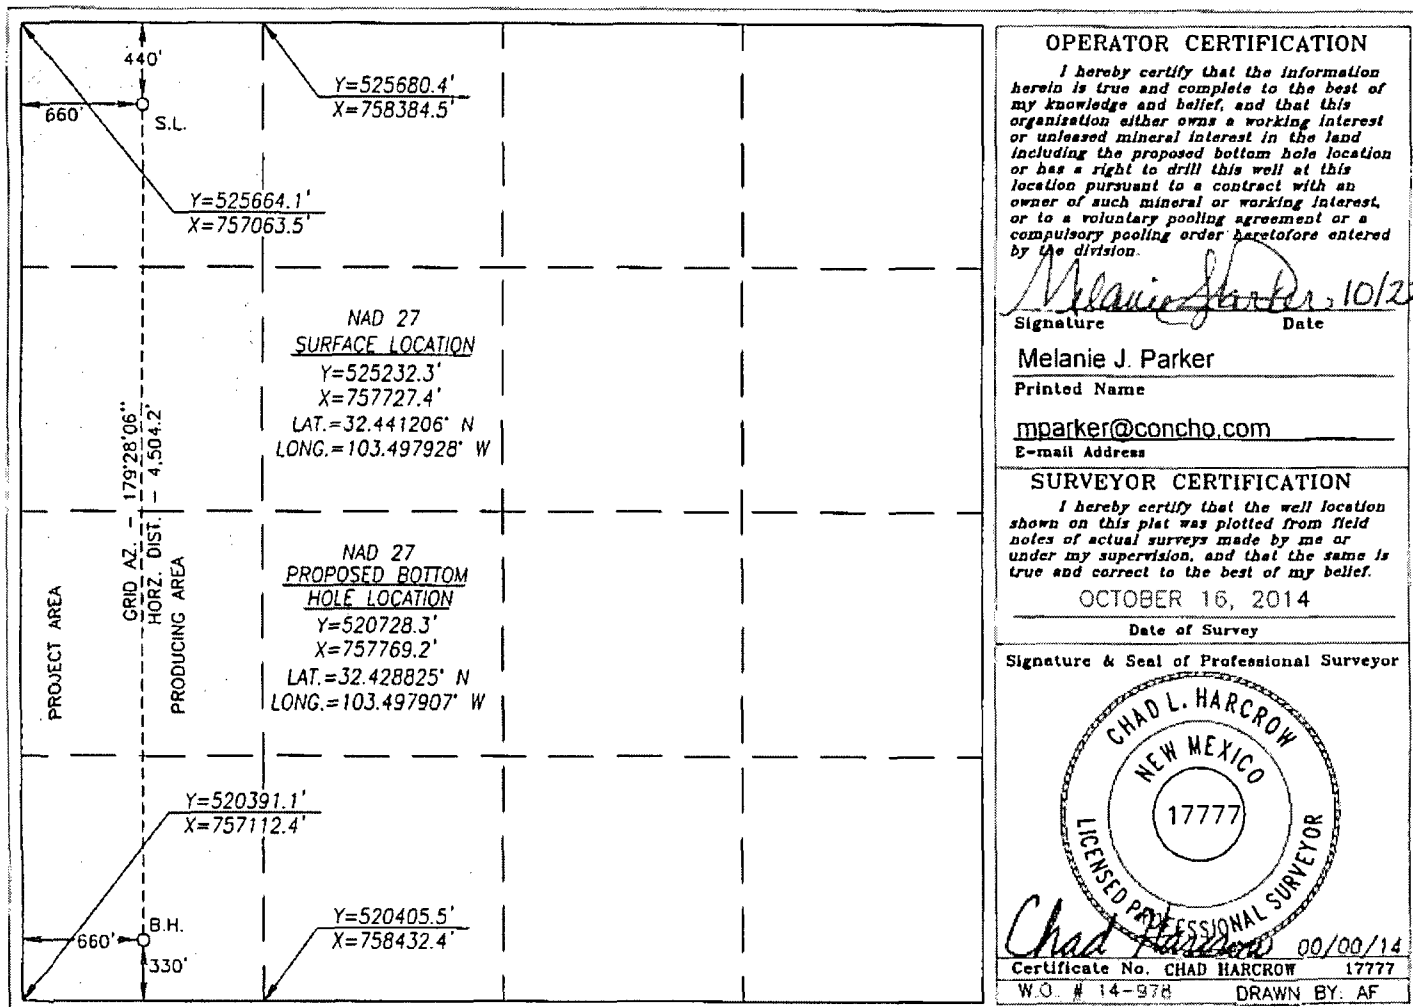 440'
660'
S.L.
Y=525680.4'
X=758384.5'
Y=525664.1'
X=757063.5'
NAD 27
SURFACE LOCATION
Y=525232.3'
X=757727.4'
LAT.=32.441206° N
LONG.=103.497928° W
GRID AZ. - 179°28'06"
HORZ. DIST. - 4,504.2'
PROJECT AREA
PRODUCING AREA
NAD 27
PROPOSED BOTTOM
HOLE LOCATION
Y=520728.3'
X=757769.2'
LAT.=32.428825° N
LONG.=103.497907° W
Y=520391.1'
X=757112.4'
B.H.
660'
330'
Y=520405.5'
X=758432.4'
OPERATOR CERTIFICATION
I hereby certify that the information
herein is true and complete to the best of
my knowledge and belief, and that this
organization either owns a working interest
or unleased mineral interest in the land
including the proposed bottom hole location
or has a right to drill this well at this
location pursuant to a contract with an
owner of such mineral or working interest,
or to a voluntary pooling agreement or a
compulsory pooling order heretofore entered
by the division.
Melanie J Parker 10/2
Signature Date
Melanie J. Parker
Printed Name
mparker@concho.com
E-mail Address
SURVEYOR CERTIFICATION
I hereby certify that the well location
shown on this plat was plotted from field
notes of actual surveys made by me or
under my supervision, and that the same is
true and correct to the best of my belief.
OCTOBER 16, 2014
Date of Survey
Signature & Seal of Professional Surveyor
CHAD L. HARCROW
NEW MEXICO
17777
LICENSED PROFESSIONAL SURVEYOR
Chad Harcrow 00/00/14
Certificate No. CHAD HARCROW 17777
W.O. # 14-978 DRAWN BY: AF